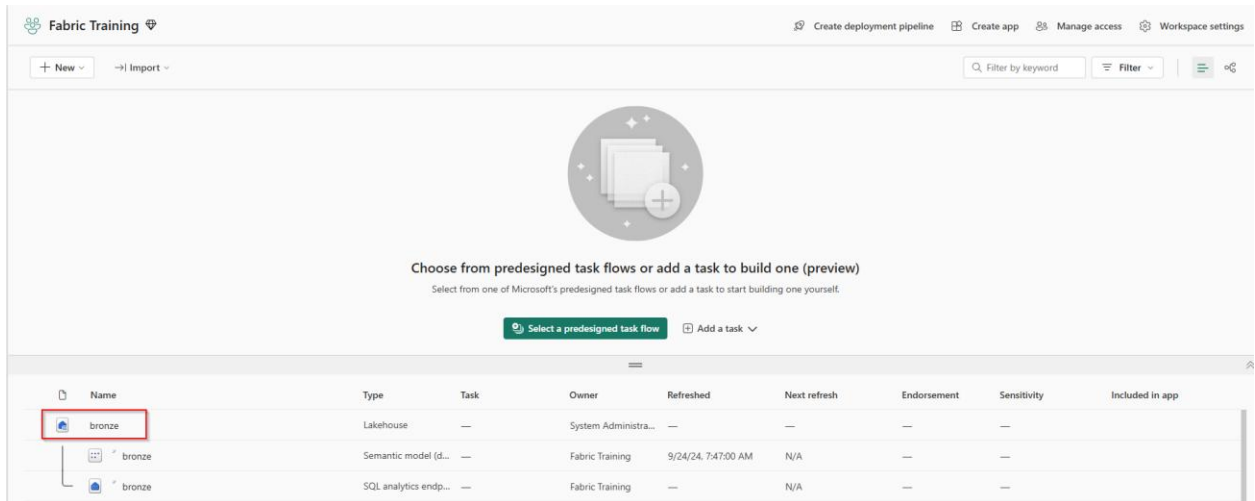 Fabric Training
Create deployment pipeline Create app Manage access Workspace settings
New Import Filter by keyword Filter
Choose from predesigned task flows or add a task to build one (preview)
Select from one of Microsoft's predesigned task flows or add a task to start building one yourself.
Select a predesigned task flow Add a task
Name Type Task Owner Refreshed Next refresh Endorsement Sensitivity Included in app
bronze Lakehouse — System Administra... — — — —
bronze Semantic model (d... — Fabric Training 9/24/24, 7:47:00 AM N/A — —
bronze SQL analytics endp... — Fabric Training — N/A — —